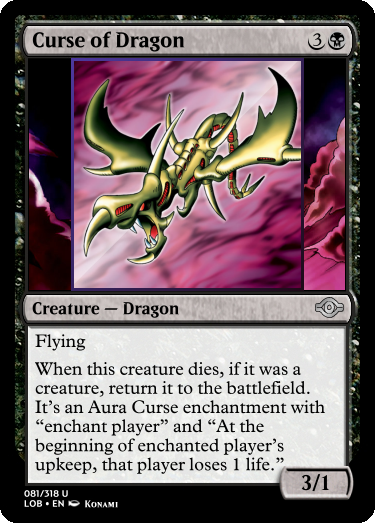 Curse of Dragon 3
Creature — Dragon
Flying
When this creature dies, if it was a
creature, return it to the battlefield.
It's an Aura Curse enchantment with
“enchant player” and “At the
beginning of enchanted player's
upkeep, that player loses 1 life.”
3/1
081/318 U
LOB • EN Konami